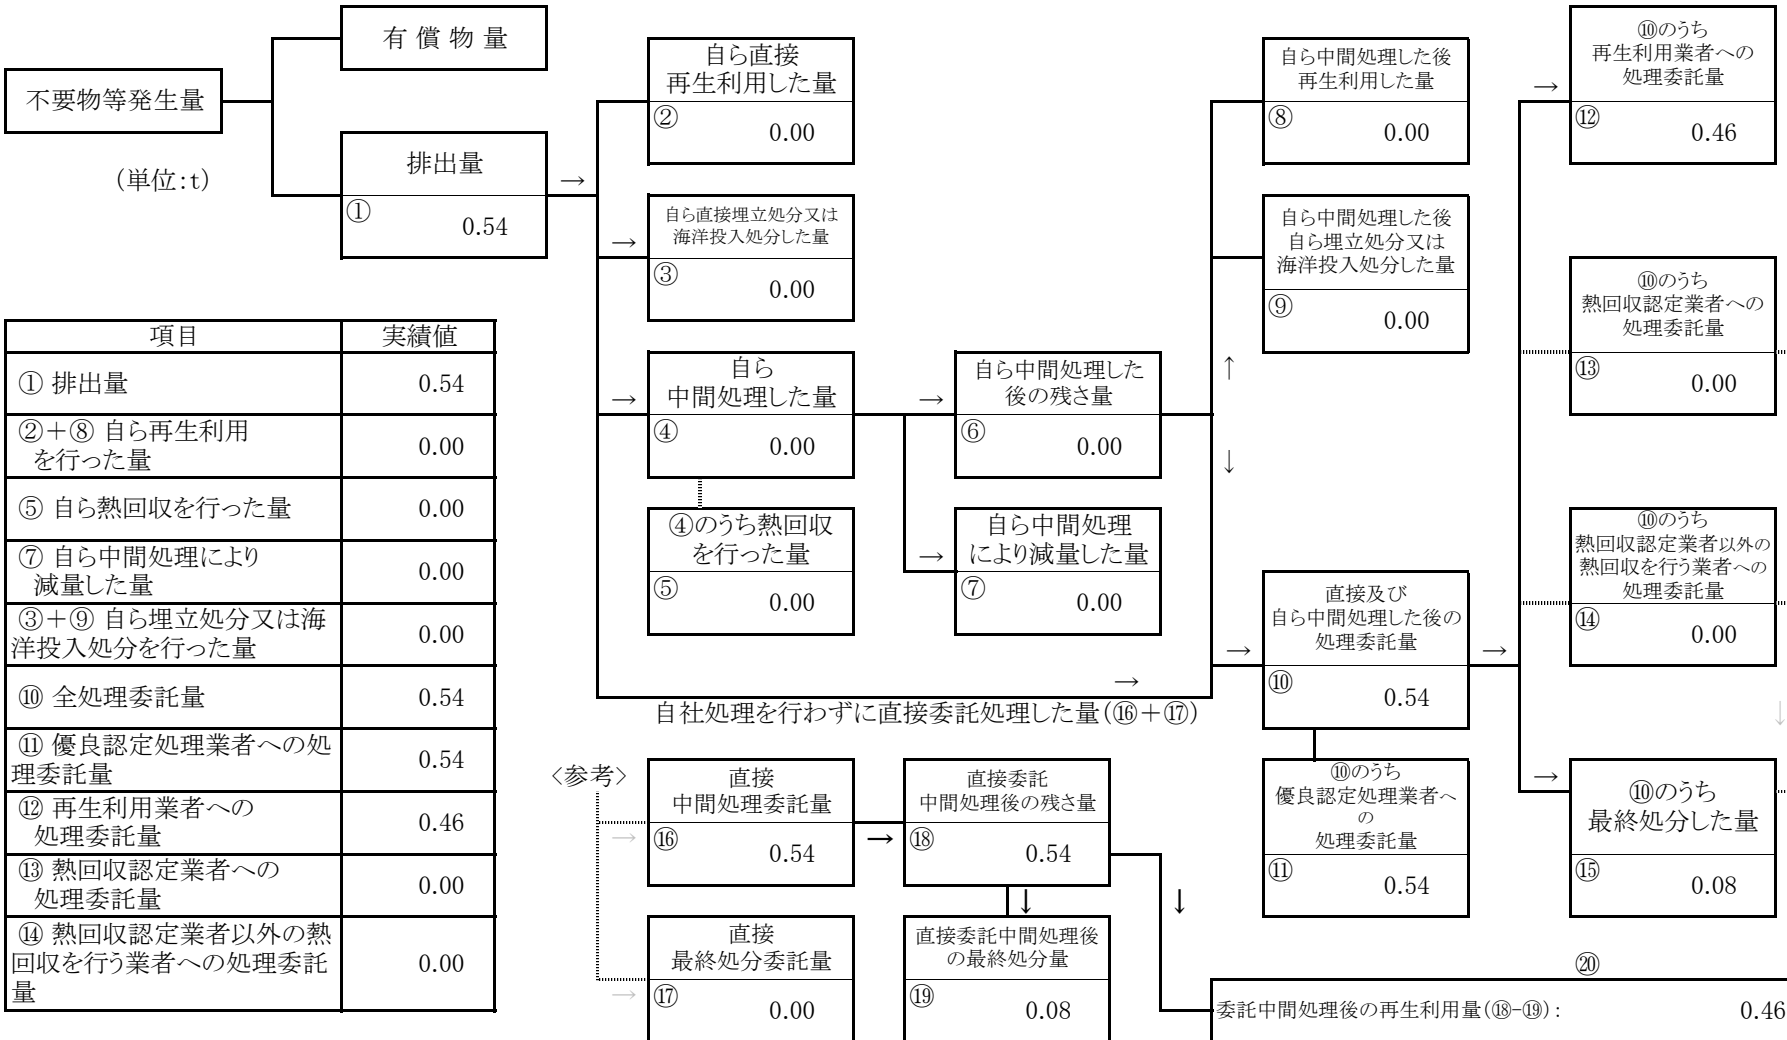 有 償 物 量
不要物等発生量
(単位:t)
排出量
①
0.54
→
自ら直接
再生利用した量
②
0.00
→
自ら直接埋立処分又は
海洋投入処分した量
③
0.00
→
自ら
中間処理した量
④
0.00
④のうち熱回収
を行った量
⑤
0.00
→
自ら中間処理した
後の残さ量
⑥
0.00
→
自ら中間処理
により減量した量
⑦
0.00
↑
↓
自ら中間処理した後
再生利用した量
⑧
0.00
自ら中間処理した後
自ら埋立処分又は
海洋投入処分した量
⑨
0.00
→
自社処理を行わずに直接委託処理した量(⑯+⑰)
→
直接及び
自ら中間処理した後の
処理委託量
⑩
0.54
→
⑩のうち
優良認定処理業者へ
の
処理委託量
⑪
0.54
→
⑩のうち
再生利用業者への
処理委託量
⑫
0.46
⑩のうち
熱回収認定業者への
処理委託量
⑬
0.00
⑩のうち
熱回収認定業者以外の
熱回収を行う業者への
処理委託量
⑭
0.00
↓
→
⑩のうち
最終処分した量
⑮
0.08
項目 実績値
① 排出量 0.54
②+⑧ 自ら再生利用
を行った量 0.00
⑤ 自ら熱回収を行った量 0.00
⑦ 自ら中間処理により
減量した量 0.00
③+⑨ 自ら埋立処分又は海
洋投入処分を行った量 0.00
⑩ 全処理委託量 0.54
⑪ 優良認定処理業者への処
理委託量 0.54
⑫ 再生利用業者への
処理委託量 0.46
⑬ 熱回収認定業者への
処理委託量 0.00
⑭ 熱回収認定業者以外の熱
回収を行う業者への処理委託
量 0.00
<参考>
→
直接
中間処理委託量
⑯
0.54
→
直接委託
中間処理後の残さ量
⑱
0.54
↓
↓
→
直接
最終処分委託量
⑰
0.00
直接委託中間処理後
の最終処分量
⑲
0.08
⑳
委託中間処理後の再生利用量(⑱-⑲): 0.46